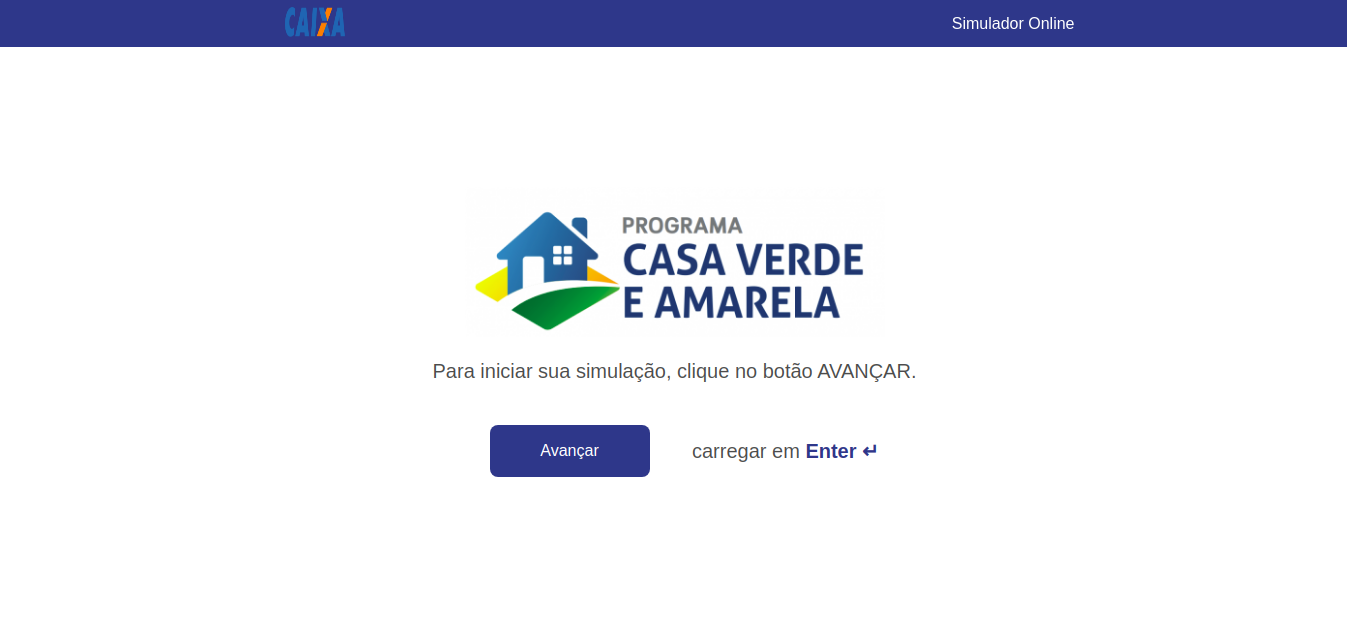 CAIXA
Simulador Online
PROGRAMA
CASA VERDE
E AMARELA
Para iniciar sua simulação, clique no botão AVANÇAR.
Avançar
carregar em Enter ↵